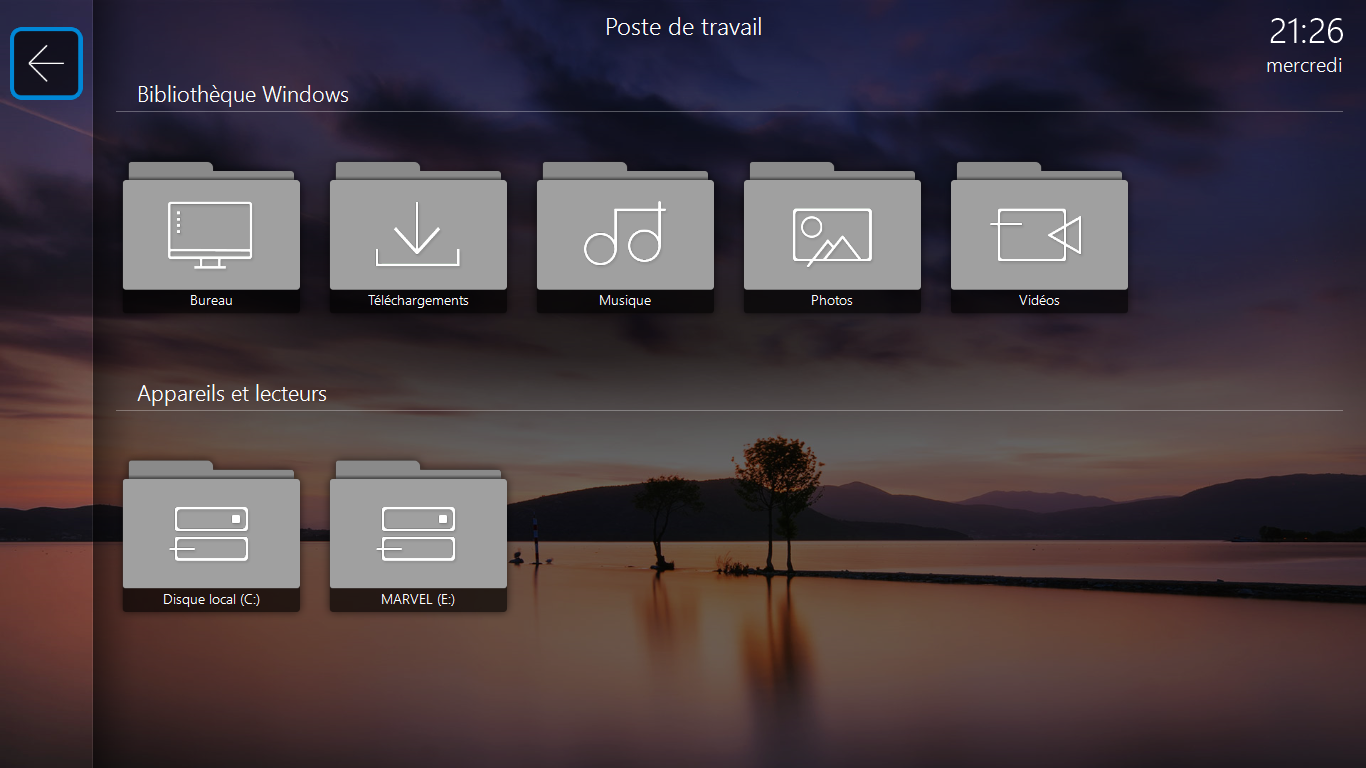 Poste de travail
21:26
mercredi
Bibliothèque Windows
Bureau
Téléchargements
Musique
Photos
Vidéos
Appareils et lecteurs
Disque local (C:)
MARVEL (E:)